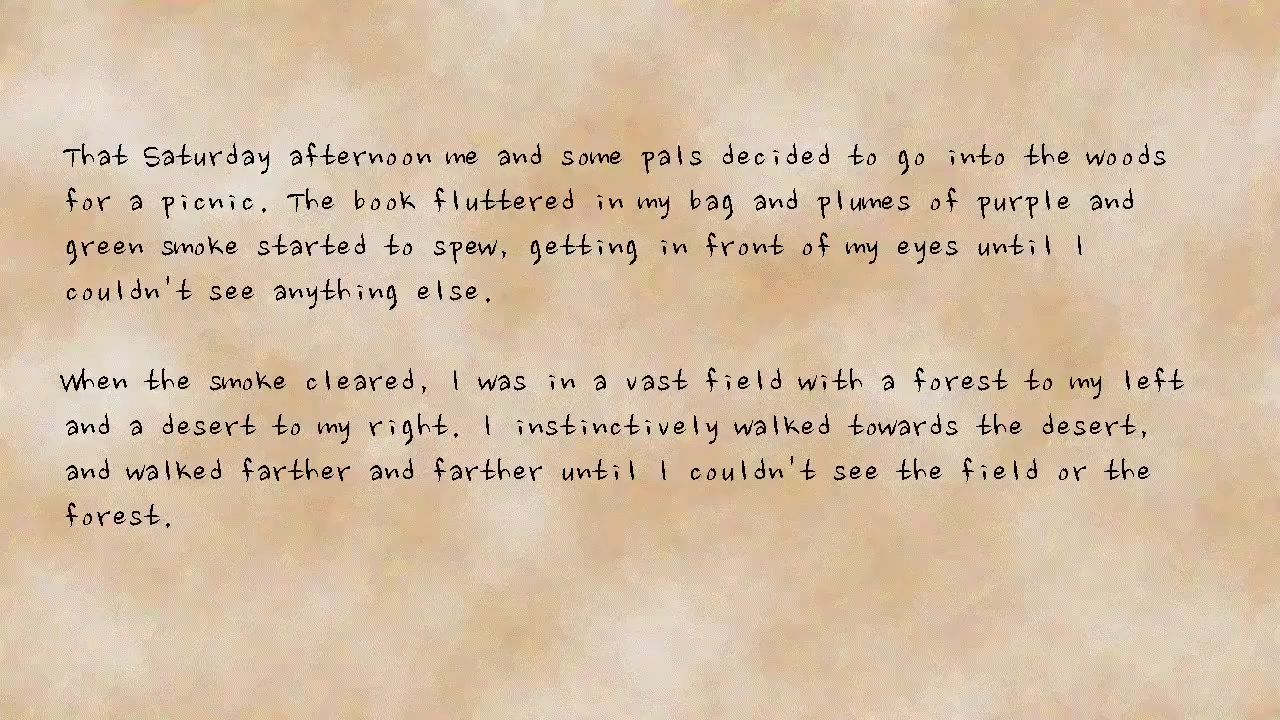 That Saturday afternoon me and some pals decided to go into the woods
for a picnic. The book fluttered in my bag and plumes of purple and
green smoke started to spew, getting in front of my eyes until I
couldn't see anything else.
When the smoke cleared, I was in a vast field with a forest to my left
and a desert to my right. I instinctively walked towards the desert,
and walked farther and farther until I couldn't see the field or the
forest.